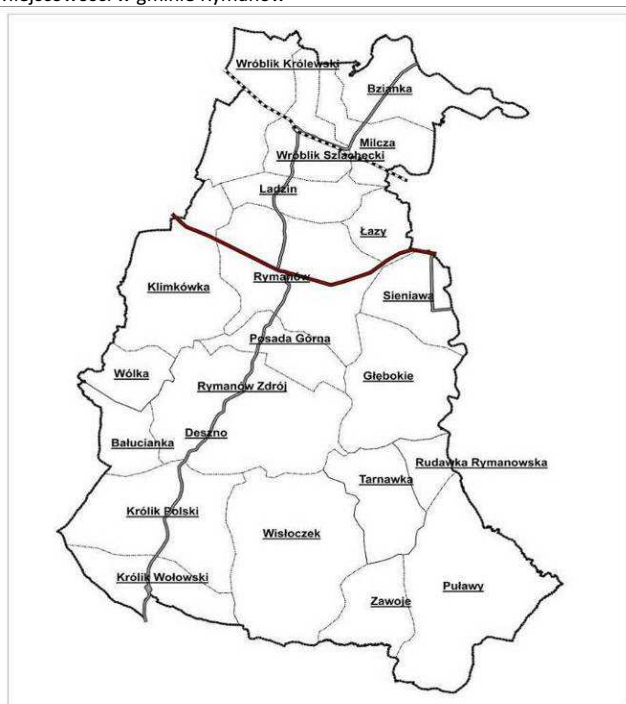 miejscowości w gminie Rymanów
Wróblik Królewski
Bzianka
Milcza
Wróblik Szlachecki
Ladzin
Łazy
Rymanów
Klimkówka
Sieniawa
Posada Górna
Wólka
Rymanów Zdrój
Głębokie
Deszno
Bałucianka
Rudawka Rymanowska
Tarnawka
Królik Polski
Wisłoczek
Królik Wołowski
Zawoje
Puławy